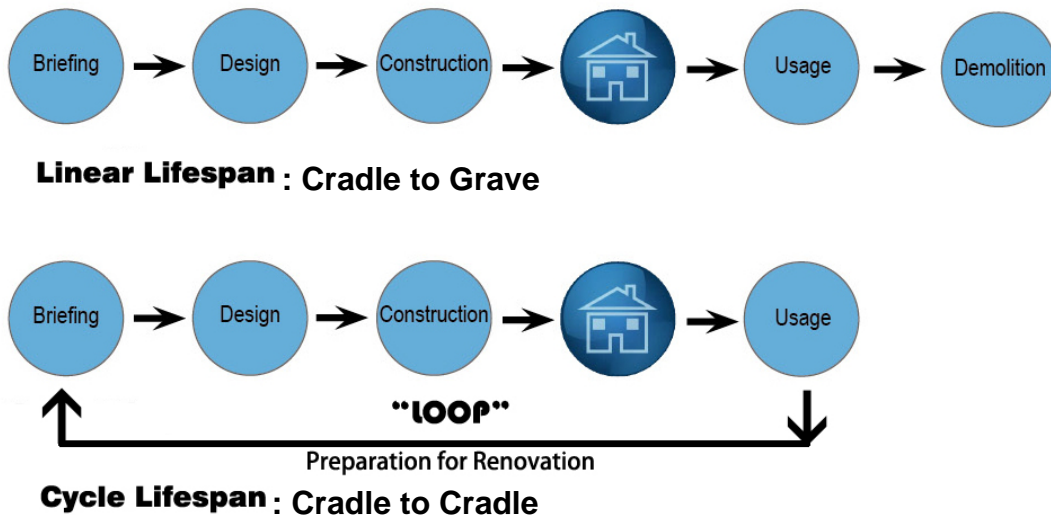 Briefing Design Construction Usage Demolition
Linear Lifespan : Cradle to Grave
Briefing Design Construction Usage
"LOOP"
Preparation for Renovation
Cycle Lifespan : Cradle to Cradle